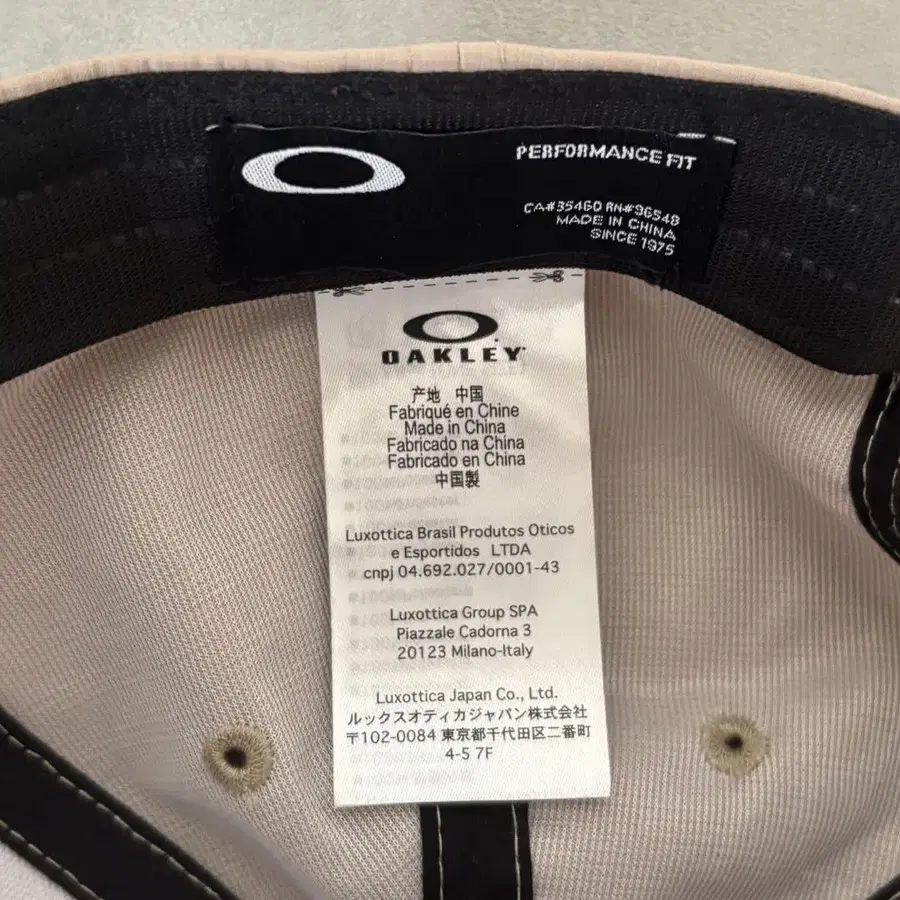 PERFORMANCE FIT
CA#35460 RN#96548
MADE IN CHINA
SINCE 1975
OAKLEY
产地 中国
Fabriqué en Chine
Made in China
Fabricado na China
Fabricado en China
中国製
Luxottica Brasil Produtos Oticos
e Esportidos LTDA
cnpj 04.692.027/0001-43
Luxottica Group SPA
Piazzale Cadorna 3
20123 Milano-Italy
Luxottica Japan Co., Ltd.
ルックスオティカジャパン株式会社
〒102-0084 東京都千代田区二番町
4-5 7F